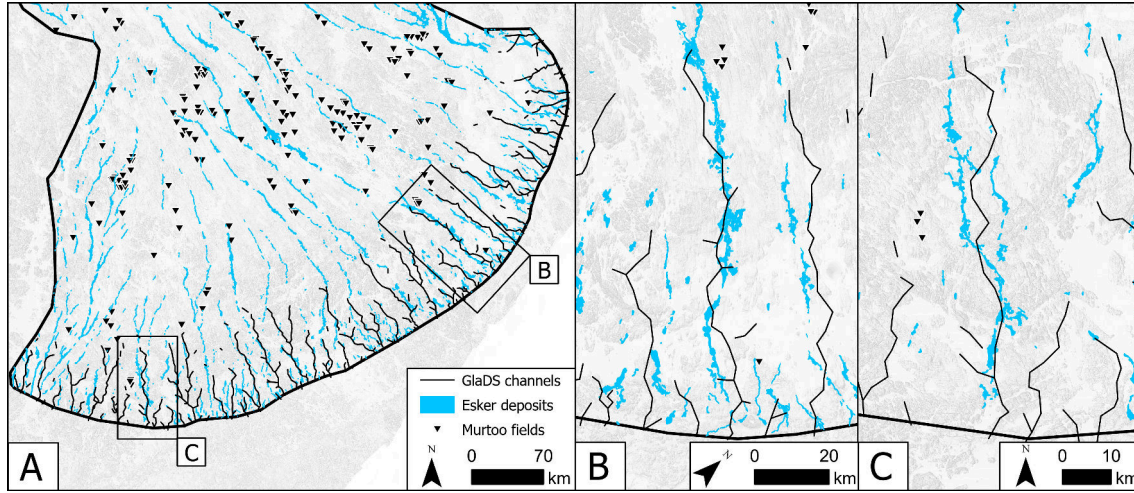 B
C
GlaDS channels
Esker deposits
Murtoo fields
A
N
0 70
km
B
N
0 20
km
C
N
0 10
km